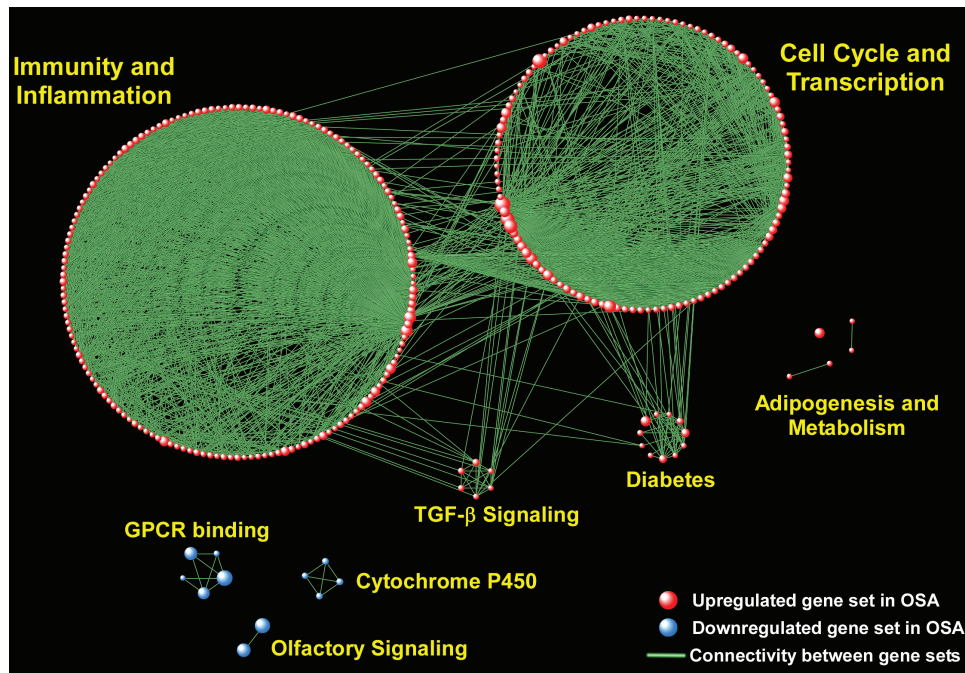 Immunity and
Inflammation
Cell Cycle and
Transcription
Adipogenesis and
Metabolism
Diabetes
TGF-β Signaling
GPCR binding
Cytochrome P450
Olfactory Signaling
Upregulated gene set in OSA
Downregulated gene set in OSA
Connectivity between gene sets